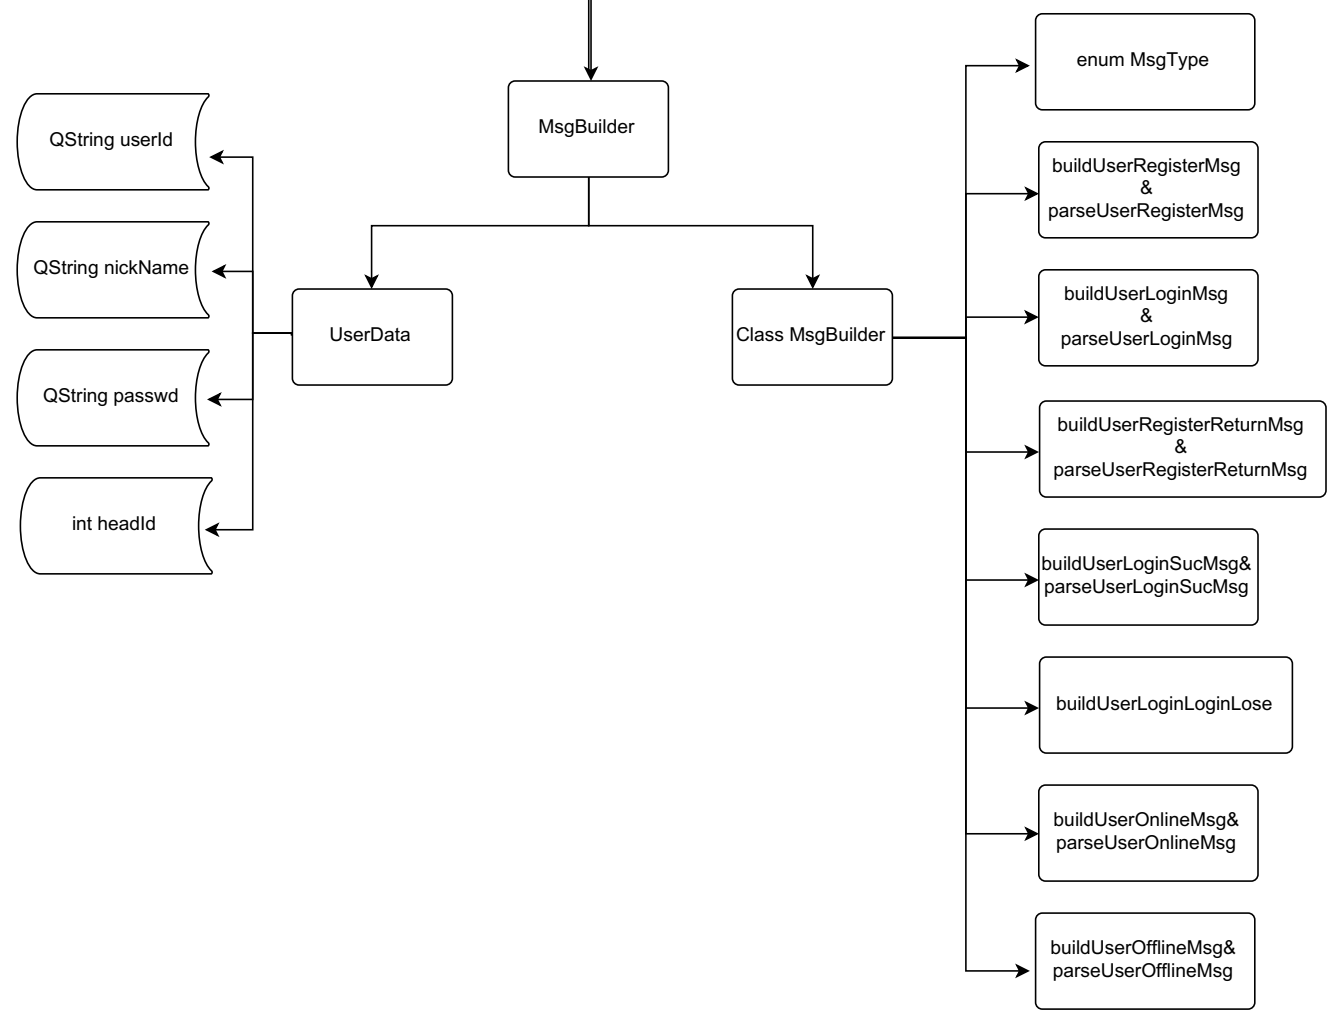 MsgBuilder
UserData
Class MsgBuilder
QString userId
QString nickName
QString passwd
int headId
enum MsgType
buildUserRegisterMsg
&
parseUserRegisterMsg
buildUserLoginMsg
&
parseUserLoginMsg
buildUserRegisterReturnMsg
&
parseUserRegisterReturnMsg
buildUserLoginSucMsg&
parseUserLoginSucMsg
buildUserLoginLoginLose
buildUserOnlineMsg&
parseUserOnlineMsg
buildUserOfflineMsg&
parseUserOfflineMsg